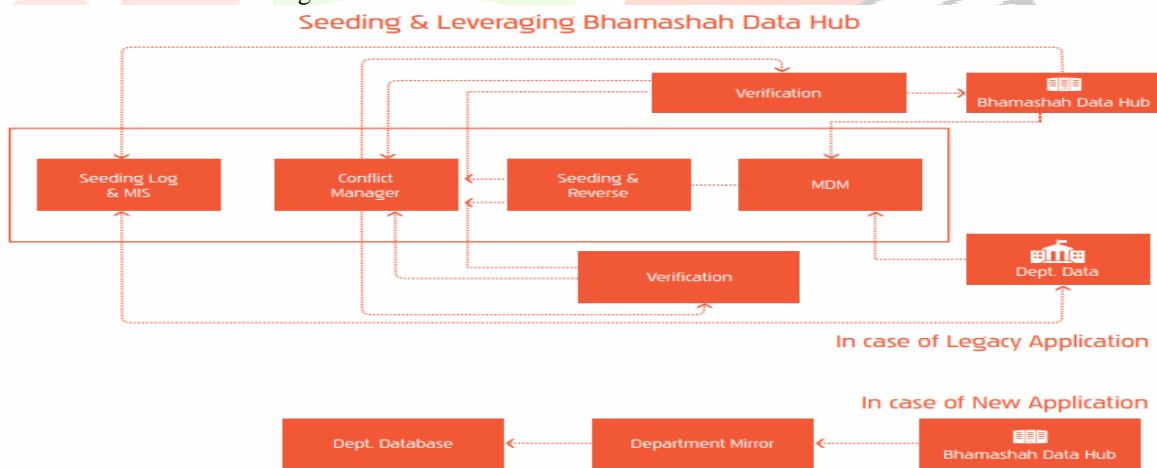 Seeding & Leveraging Bhamashah Data Hub
Verification
Bhamashah Data Hub
Seeding Log
& MIS
Conflict
Manager
Seeding &
Reverse
MDM
Dept. Data
Verification
In case of Legacy Application
In case of New Application
Dept. Database
Department Mirror
Bhamashah Data Hub